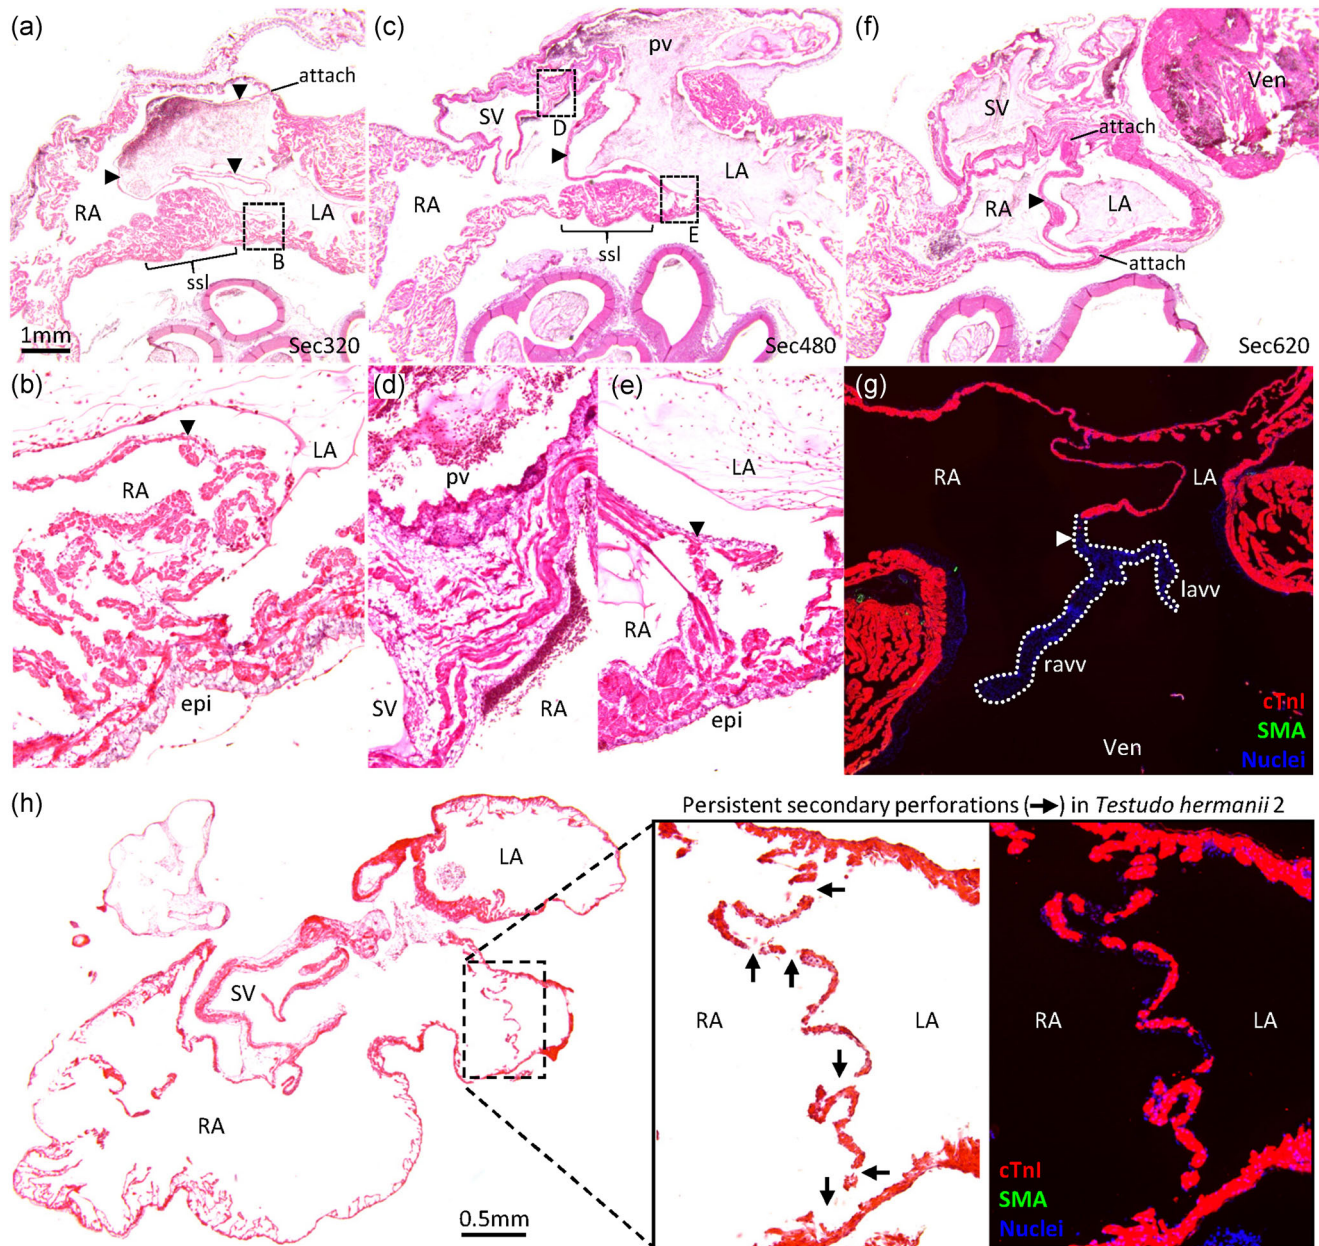 (a)
attach
RA
LA
B
ssl
1mm
Sec320
(c)
pv
SV
D
LA
RA
E
ssl
Sec480
(f)
Ven
SV
attach
RA
LA
attach
Sec620
(b)
LA
RA
epi
(d)
pv
SV
RA
(e)
LA
RA
epi
(g)
RA
LA
lavv
ravv
cTnI
SMA
Ven
Nuclei
(h)
Persistent secondary perforations (➞) in Testudo hermanii 2
LA
SV
RA
0.5mm
RA
LA
RA
LA
cTnI
SMA
Nuclei